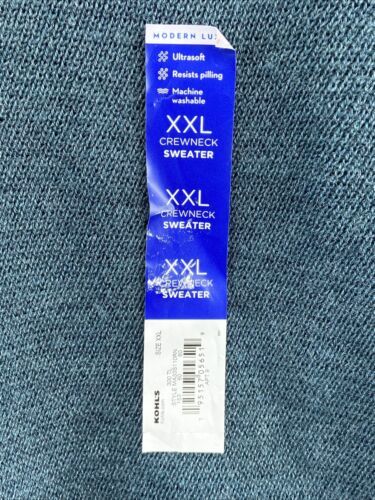 MODERN LU
Ultrasoft
Resists pilling
Machine
washable
XXL
CREWNECK
SWEATER
XXL
CREWNECK
SWEATER
XXL
CREWNECK
SWEATER
SIZE XXL
KOHLS